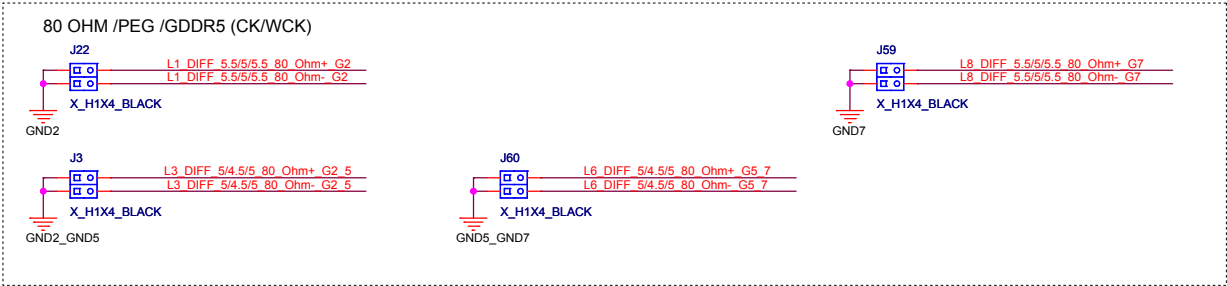 80 OHM /PEG /GDDR5 (CK/WCK)
J22
L1_DIFF_5.5/5/5.5_80_Ohm+_G2
L1_DIFF_5.5/5/5.5_80_Ohm-_G2
X_H1X4_BLACK
GND2
J59
L8_DIFF_5.5/5/5.5_80_Ohm+_G7
L8_DIFF_5.5/5/5.5_80_Ohm-_G7
X_H1X4_BLACK
GND7
J3
L3_DIFF_5/4.5/5_80_Ohm+_G2_5
L3_DIFF_5/4.5/5_80_Ohm-_G2_5
X_H1X4_BLACK
GND2_GND5
J60
L6_DIFF_5/4.5/5_80_Ohm+_G5_7
L6_DIFF_5/4.5/5_80_Ohm-_G5_7
X_H1X4_BLACK
GND5_GND7